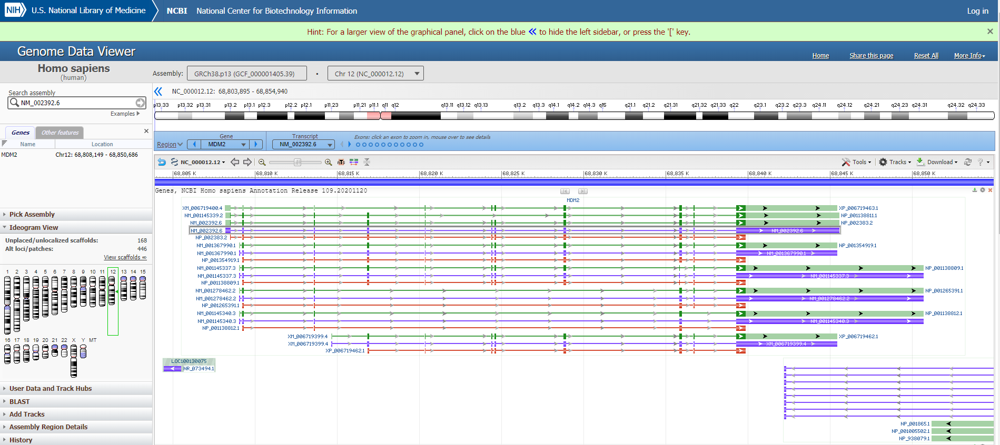 NIH U.S. National Library of Medicine NCBI National Center for Biotechnology Information Log in
Hint: For a larger view of the graphical panel, click on the blue « to hide the left sidebar, or press the '[' key.
Genome Data Viewer Home Share this page Reset All More Info
Homo sapiens
(human)
Assembly: GRCh38.p13 (GCF_000001405.39) · Chr 12 (NC_000012.12)
Search assembly
NM_002392.6
Examples
Genes Other features
Name Location
MDM2 Chr12: 68,808,149 - 68,850,686
Pick Assembly
Ideogram View
Unplaced/unlocalized scaffolds: 168
Alt loci/patches: 446
View scaffolds
1 2 3 4 5 6 7 8 9 10 11 12 13 14 15
16 17 18 19 20 21 22 X Y MT
User Data and Track Hubs
BLAST
Add Tracks
Assembly Region Details
History
NC_000012.12: 68,803,895 - 68,854,940
p13.33 p13.32 p13.31 p13.2 p13.1 p12.3 p12.2 p12.1 p11.23 p11.21 p11.1 q11 q12 q13.11 q13.12 q13.13 q13.2 q13.3 q14.1 q14.2 q14.3 q15 q21.1 q21.2 q21.31 q21.32 q21.33 q22 q23.1 q23.2 q23.3 q24.11 q24.12 q24.21 q24.23 q24.31 q24.32 q24.33
Region Gene MDM2 Transcript NM_002392.6 Exons: click an exon to zoom in, mouse over to see details
NC_000012.12 Tools Tracks Download ?
68,805 K 68,810 K 68,815 K 68,820 K 68,825 K 68,830 K 68,835 K 68,840 K 68,845 K 68,850 K
Genes, NCBI Homo sapiens Annotation Release 109.20201120
MDM2
XM_006719400.4 XP_006719463.1
NM_001145339.2 NP_001138811.1
NM_002392.6 NP_002383.2
NM_002392.6 NM_002392.6
NP_002383.2
NM_001367990.1 NP_001354919.1
NM_001367990.1 NM_001367990.1
NP_001354919.1
NM_001145337.3 NP_001138809.1
NM_001145337.3 NM_001145337.3
NP_001138809.1
NM_001278462.2 NP_001265391.1
NM_001278462.2 NM_001278462.2
NP_001265391.1
NM_001145340.3 NP_001138812.1
NM_001145340.3 NM_001145340.3
NP_001138812.1
XM_006719399.4 XP_006719462.1
XM_006719399.4 XM_006719399.4
XP_006719462.1
LOC100130075
NR_073494.1
NP_001865.1
NP_001005502.1
NP_938079.1